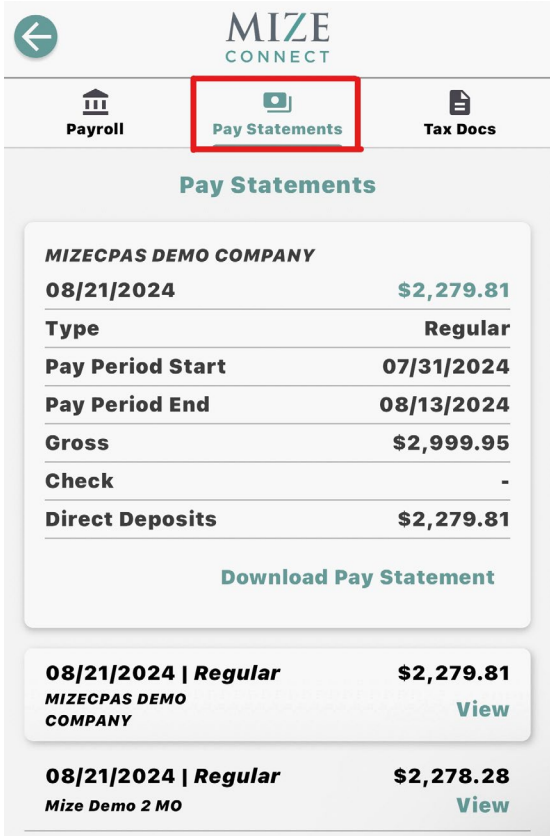 MIZE
CONNECT
Payroll Pay Statements Tax Docs
Pay Statements
MIZECPAS DEMO COMPANY
08/21/2024 $2,279.81
Type Regular
Pay Period Start 07/31/2024
Pay Period End 08/13/2024
Gross $2,999.95
Check -
Direct Deposits $2,279.81
Download Pay Statement
08/21/2024 | Regular $2,279.81
MIZECPAS DEMO
COMPANY View
08/21/2024 | Regular $2,278.28
Mize Demo 2 MO View